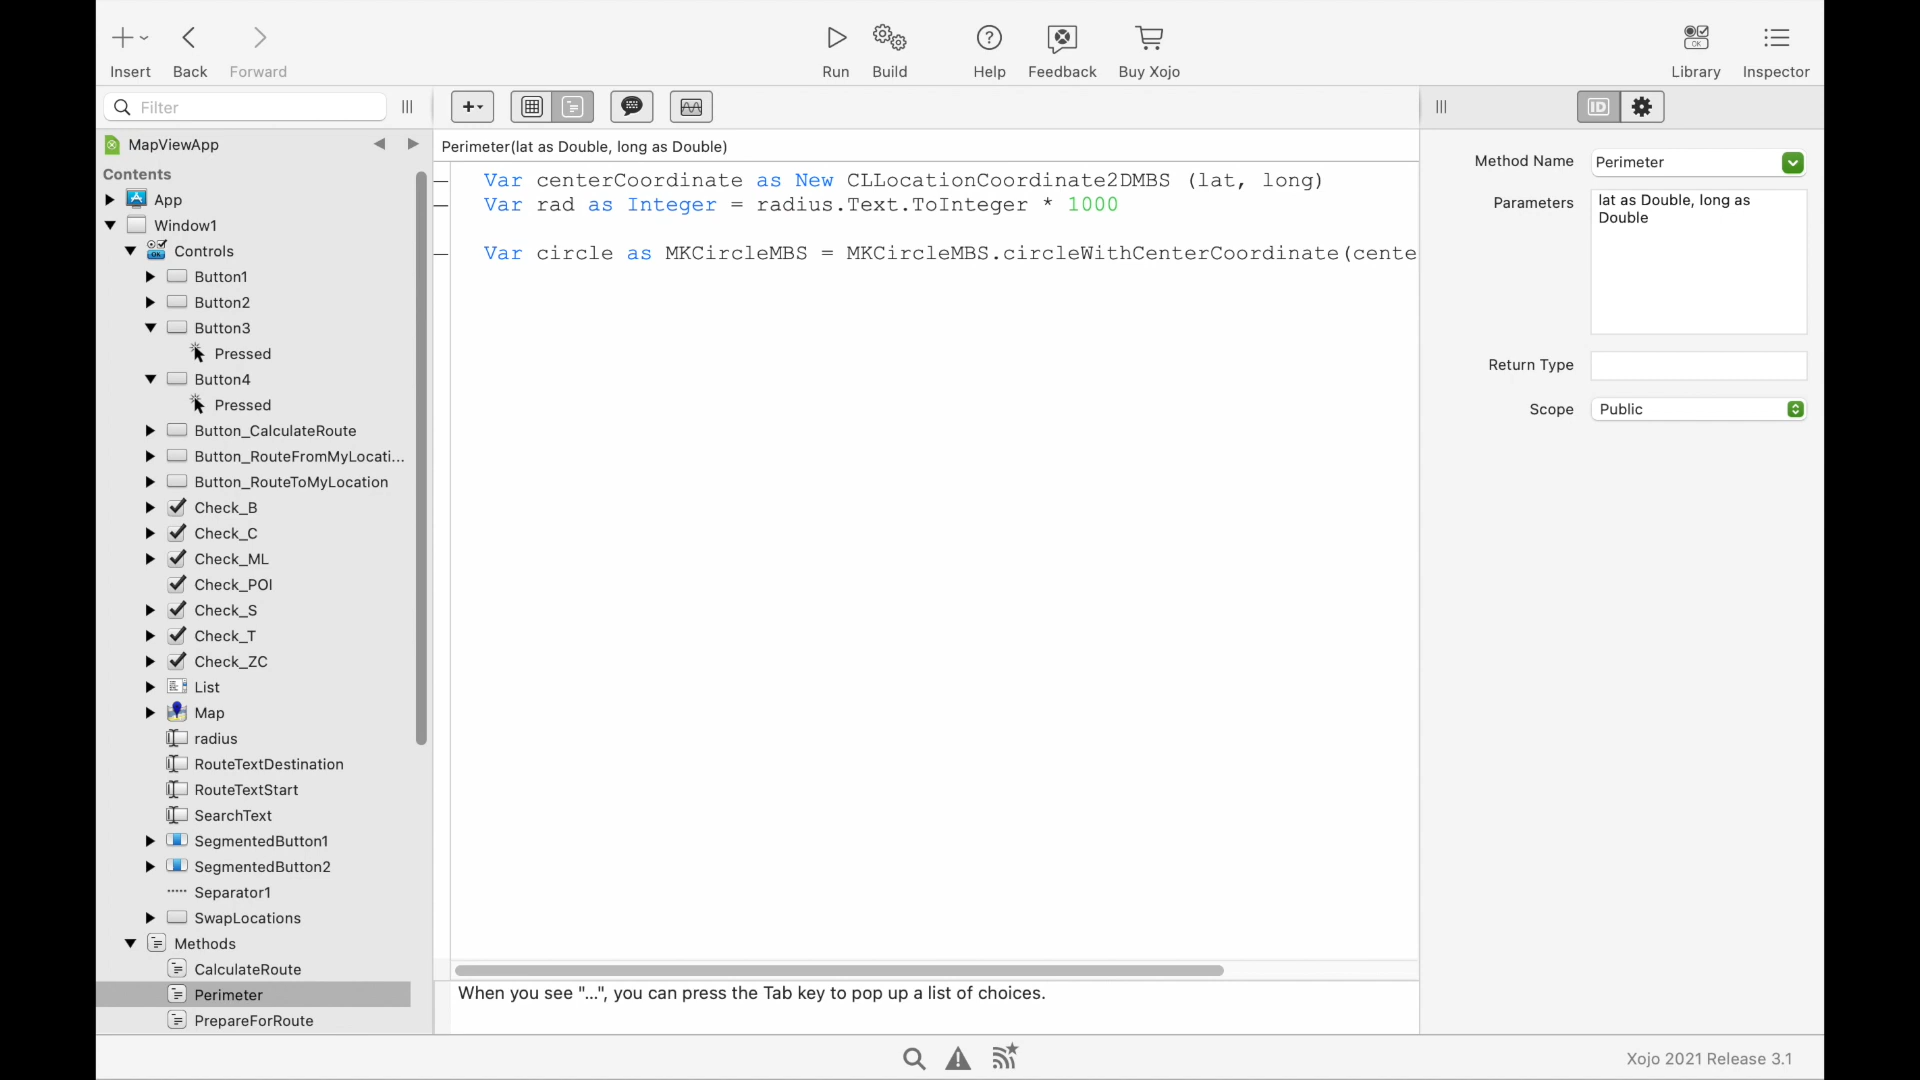 Insert
Back
Forward
Run
Build
Help
Feedback
Buy Xojo
Library
Inspector
Filter
MapViewApp
Contents
App
Window1
Controls
Button1
Button2
Button3
Pressed
Button4
Pressed
Button_CalculateRoute
Button_RouteFromMyLocati...
Button_RouteToMyLocation
Check_B
Check_C
Check_ML
Check_POI
Check_S
Check_T
Check_ZC
List
Map
radius
RouteTextDestination
RouteTextStart
SearchText
SegmentedButton1
SegmentedButton2
Separator1
SwapLocations
Methods
CalculateRoute
Perimeter
PrepareForRoute
Perimeter(lat as Double, long as Double)
Var centerCoordinate as New CLLocationCoordinate2DMBS (lat, long)
Var rad as Integer = radius.Text.ToInteger * 1000
Var circle as MKCircleMBS = MKCircleMBS.circleWithCenterCoordinate(cente
When you see "...", you can press the Tab key to pop up a list of choices.
ID
Method Name
Perimeter
Parameters
lat as Double, long as
Double
Return Type
Scope
Public
Xojo 2021 Release 3.1